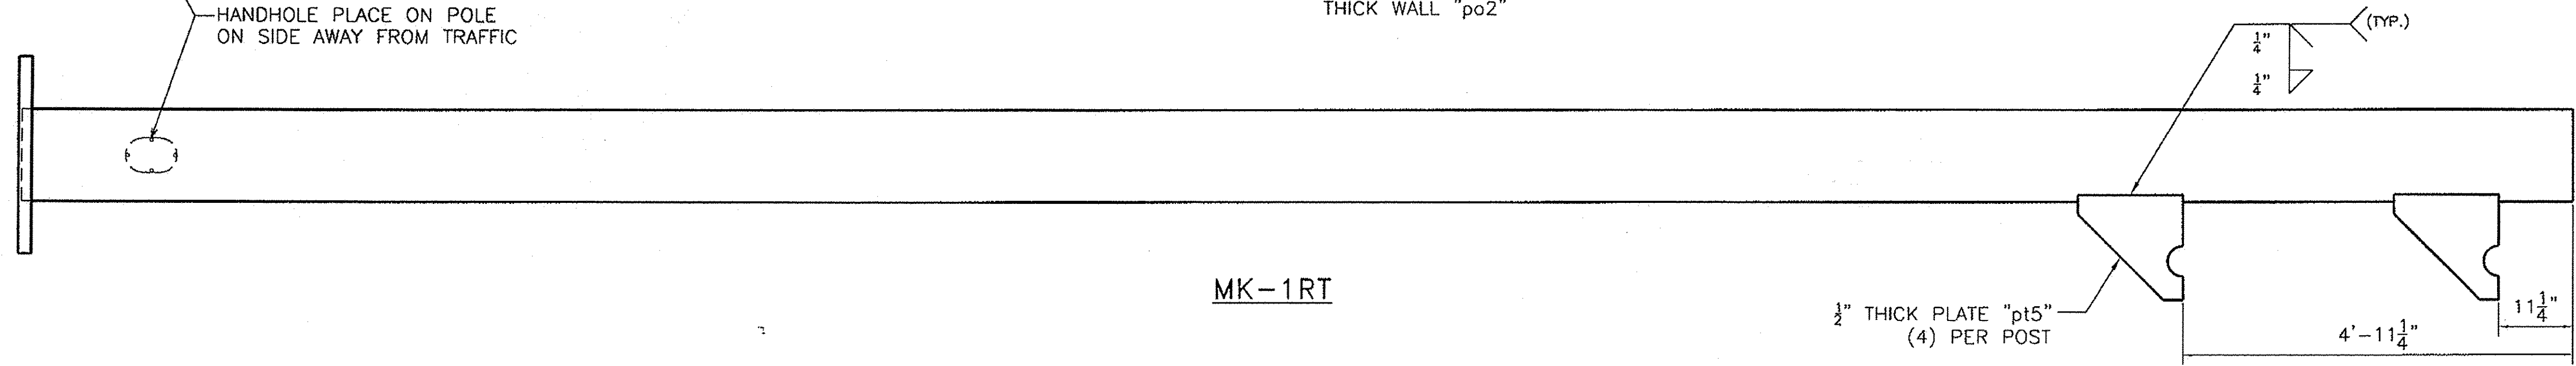 HANDHOLE PLACE ON POLE
ON SIDE AWAY FROM TRAFFIC
THICK WALL "po2"
(TYP.)
1/4"
1/4"
MK-1RT
1/2" THICK PLATE "pt5"
(4) PER POST
11 1/4"
4'-11 1/4"